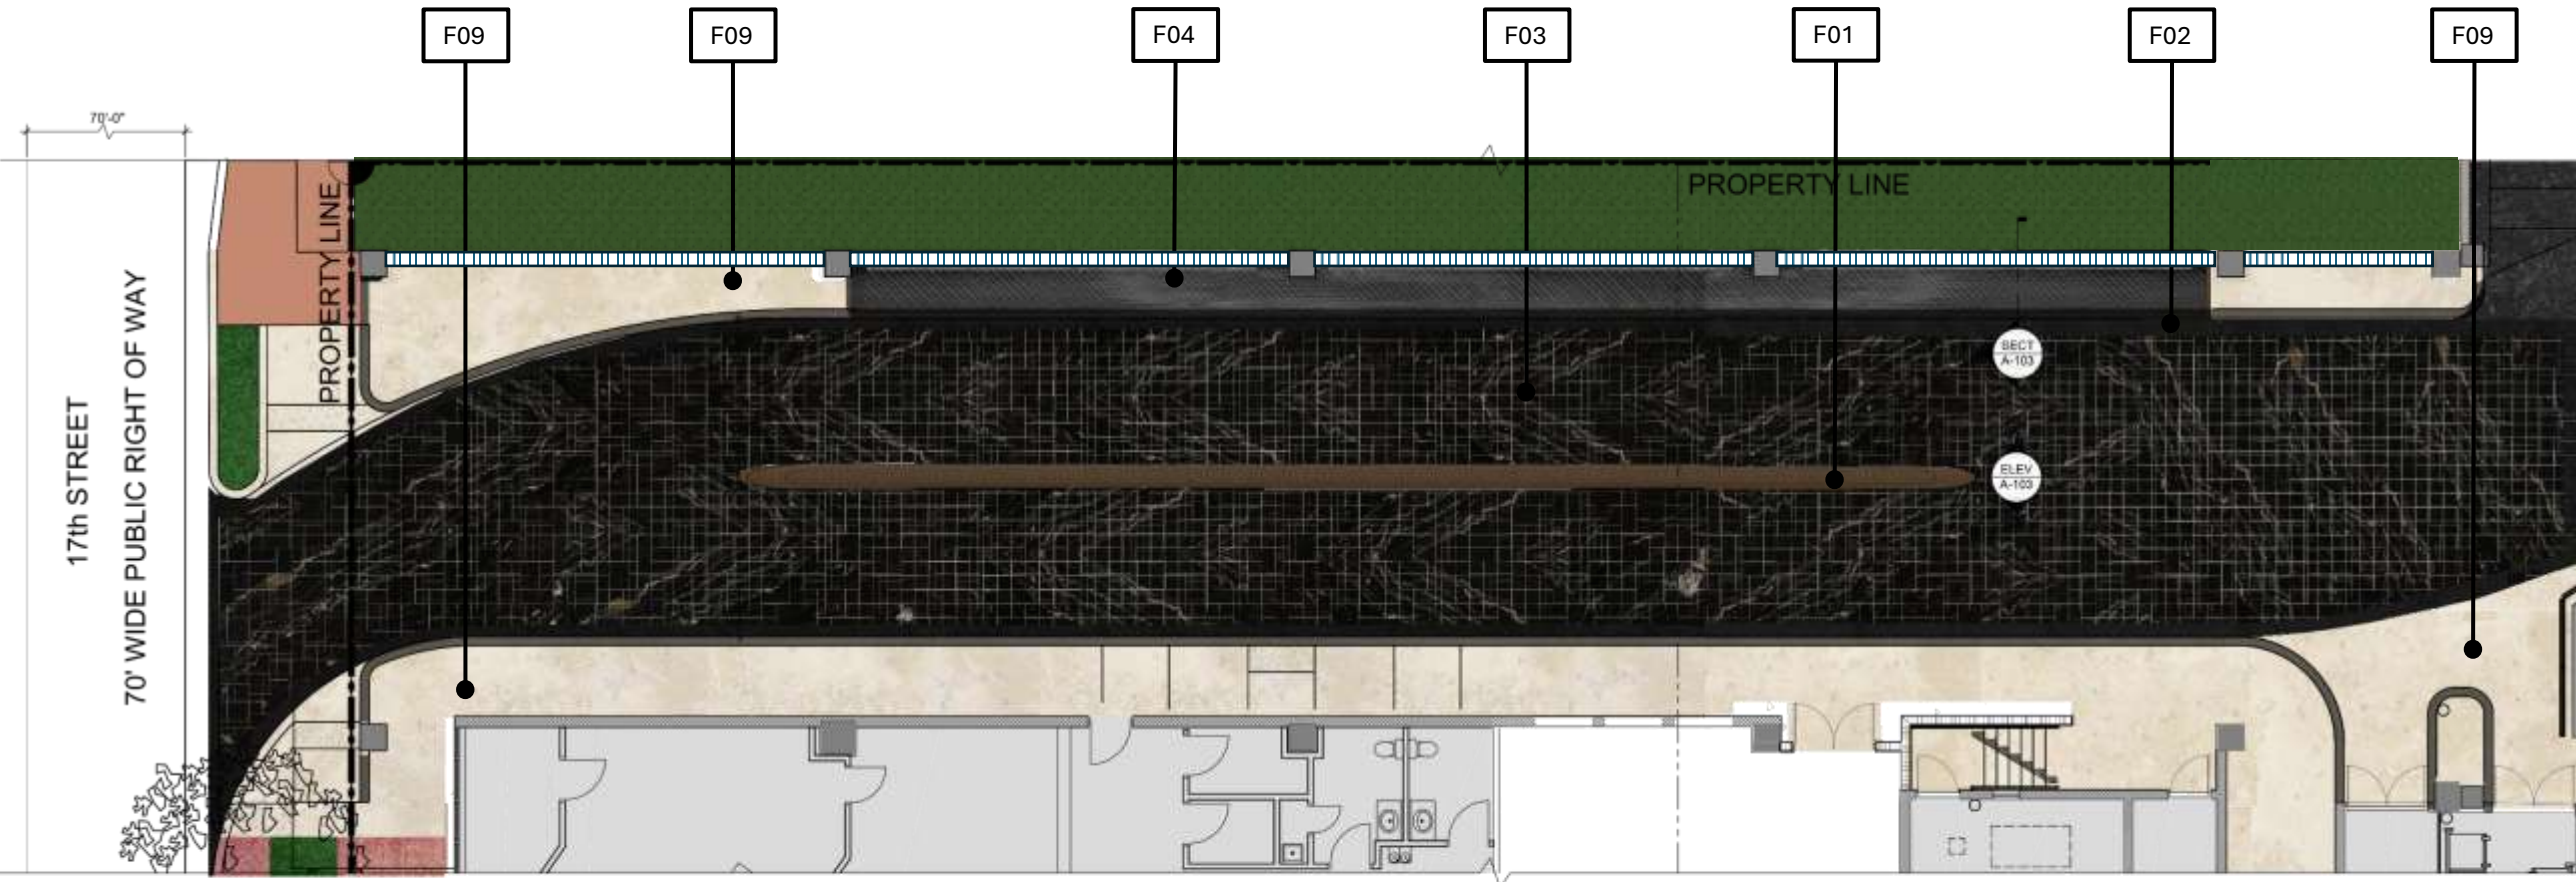 F09
F09
F04
F03
F01
F02
F09
70'-0"
PROPERTY LINE
PROPERTY LINE
17th STREET
70' WIDE PUBLIC RIGHT OF WAY
SECT
A-103
ELEV
A-103